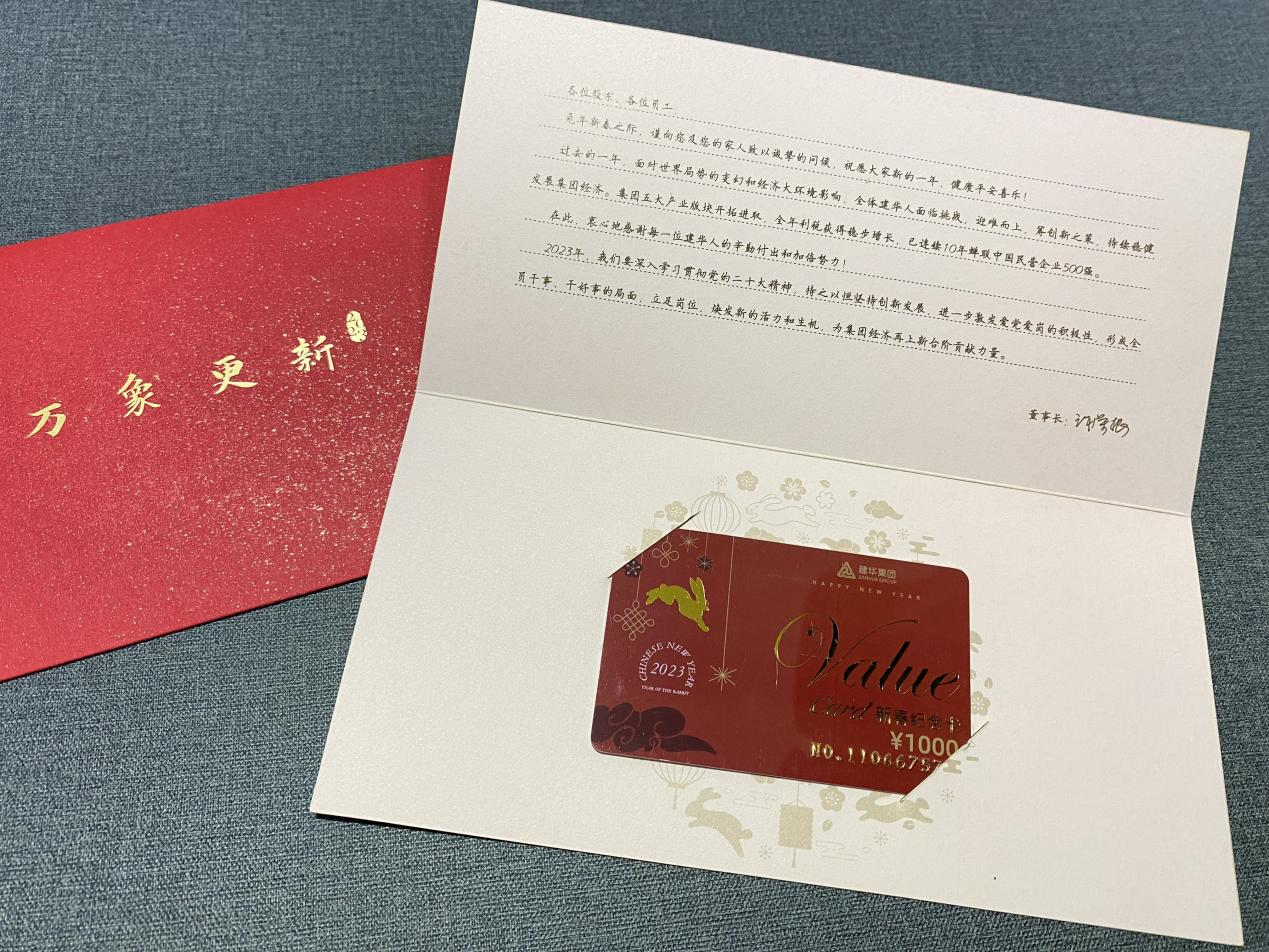 万象更新
各位股东、各位员工：
兔年新春之际，谨向您及您的家人致以诚挚的问候，祝愿大家新的一年，健康平安喜乐！
过去的一年，面对世界局势的变幻和经济大环境影响，全体建华人面临挑战，迎难而上，筹创新之策，持续稳健
发展集团经济。集团五大产业版块开拓进取，全年利税获得稳步增长，已连续10年蝉联中国民营企业500强。
在此，衷心地感谢每一位建华人的辛勤付出和加倍努力！
2023年，我们要深入学习贯彻党的二十大精神，持之以恒坚持创新发展，进一步激发爱党爱岗的积极性，形成全
员干事、干好事的局面，立足岗位，焕发新的活力和生机，为集团经济再上新台阶贡献力量。
董事长：
建华集团
JIANHUA GROUP
HAPPY NEW YEAR
CHINESE NEW YEAR
2023
YEAR OF THE RABBIT
Value
Card 新春纪念卡
¥1000
NO.1106675